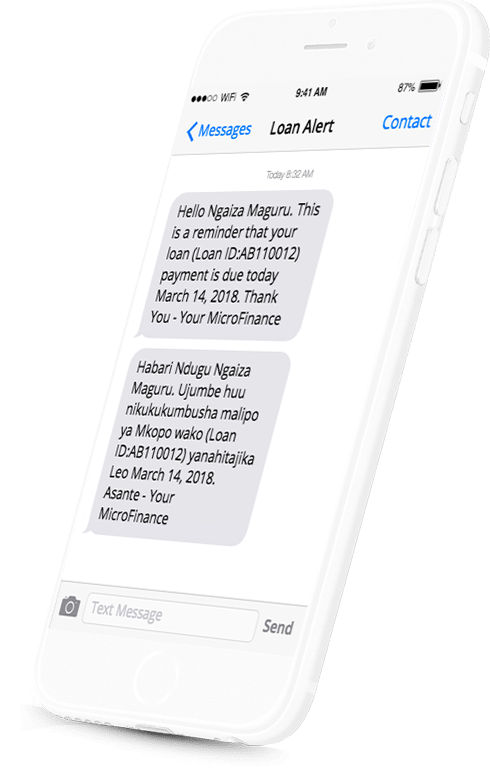 WiFi 9:41 AM 87%
Messages Loan Alert Contact
Today 8:32 AM
Hello Ngaiza Maguru. This
is a reminder that your
loan (Loan ID:AB110012)
payment is due today
March 14, 2018. Thank
You - Your MicroFinance
Habari Ndugu Ngaiza
Maguru. Ujumbe huu
nikukukumbusha malipo
ya Mkopo wako (Loan
ID:AB110012) yanahitajika
Leo March 14, 2018.
Asante - Your
MicroFinance
Text Message Send